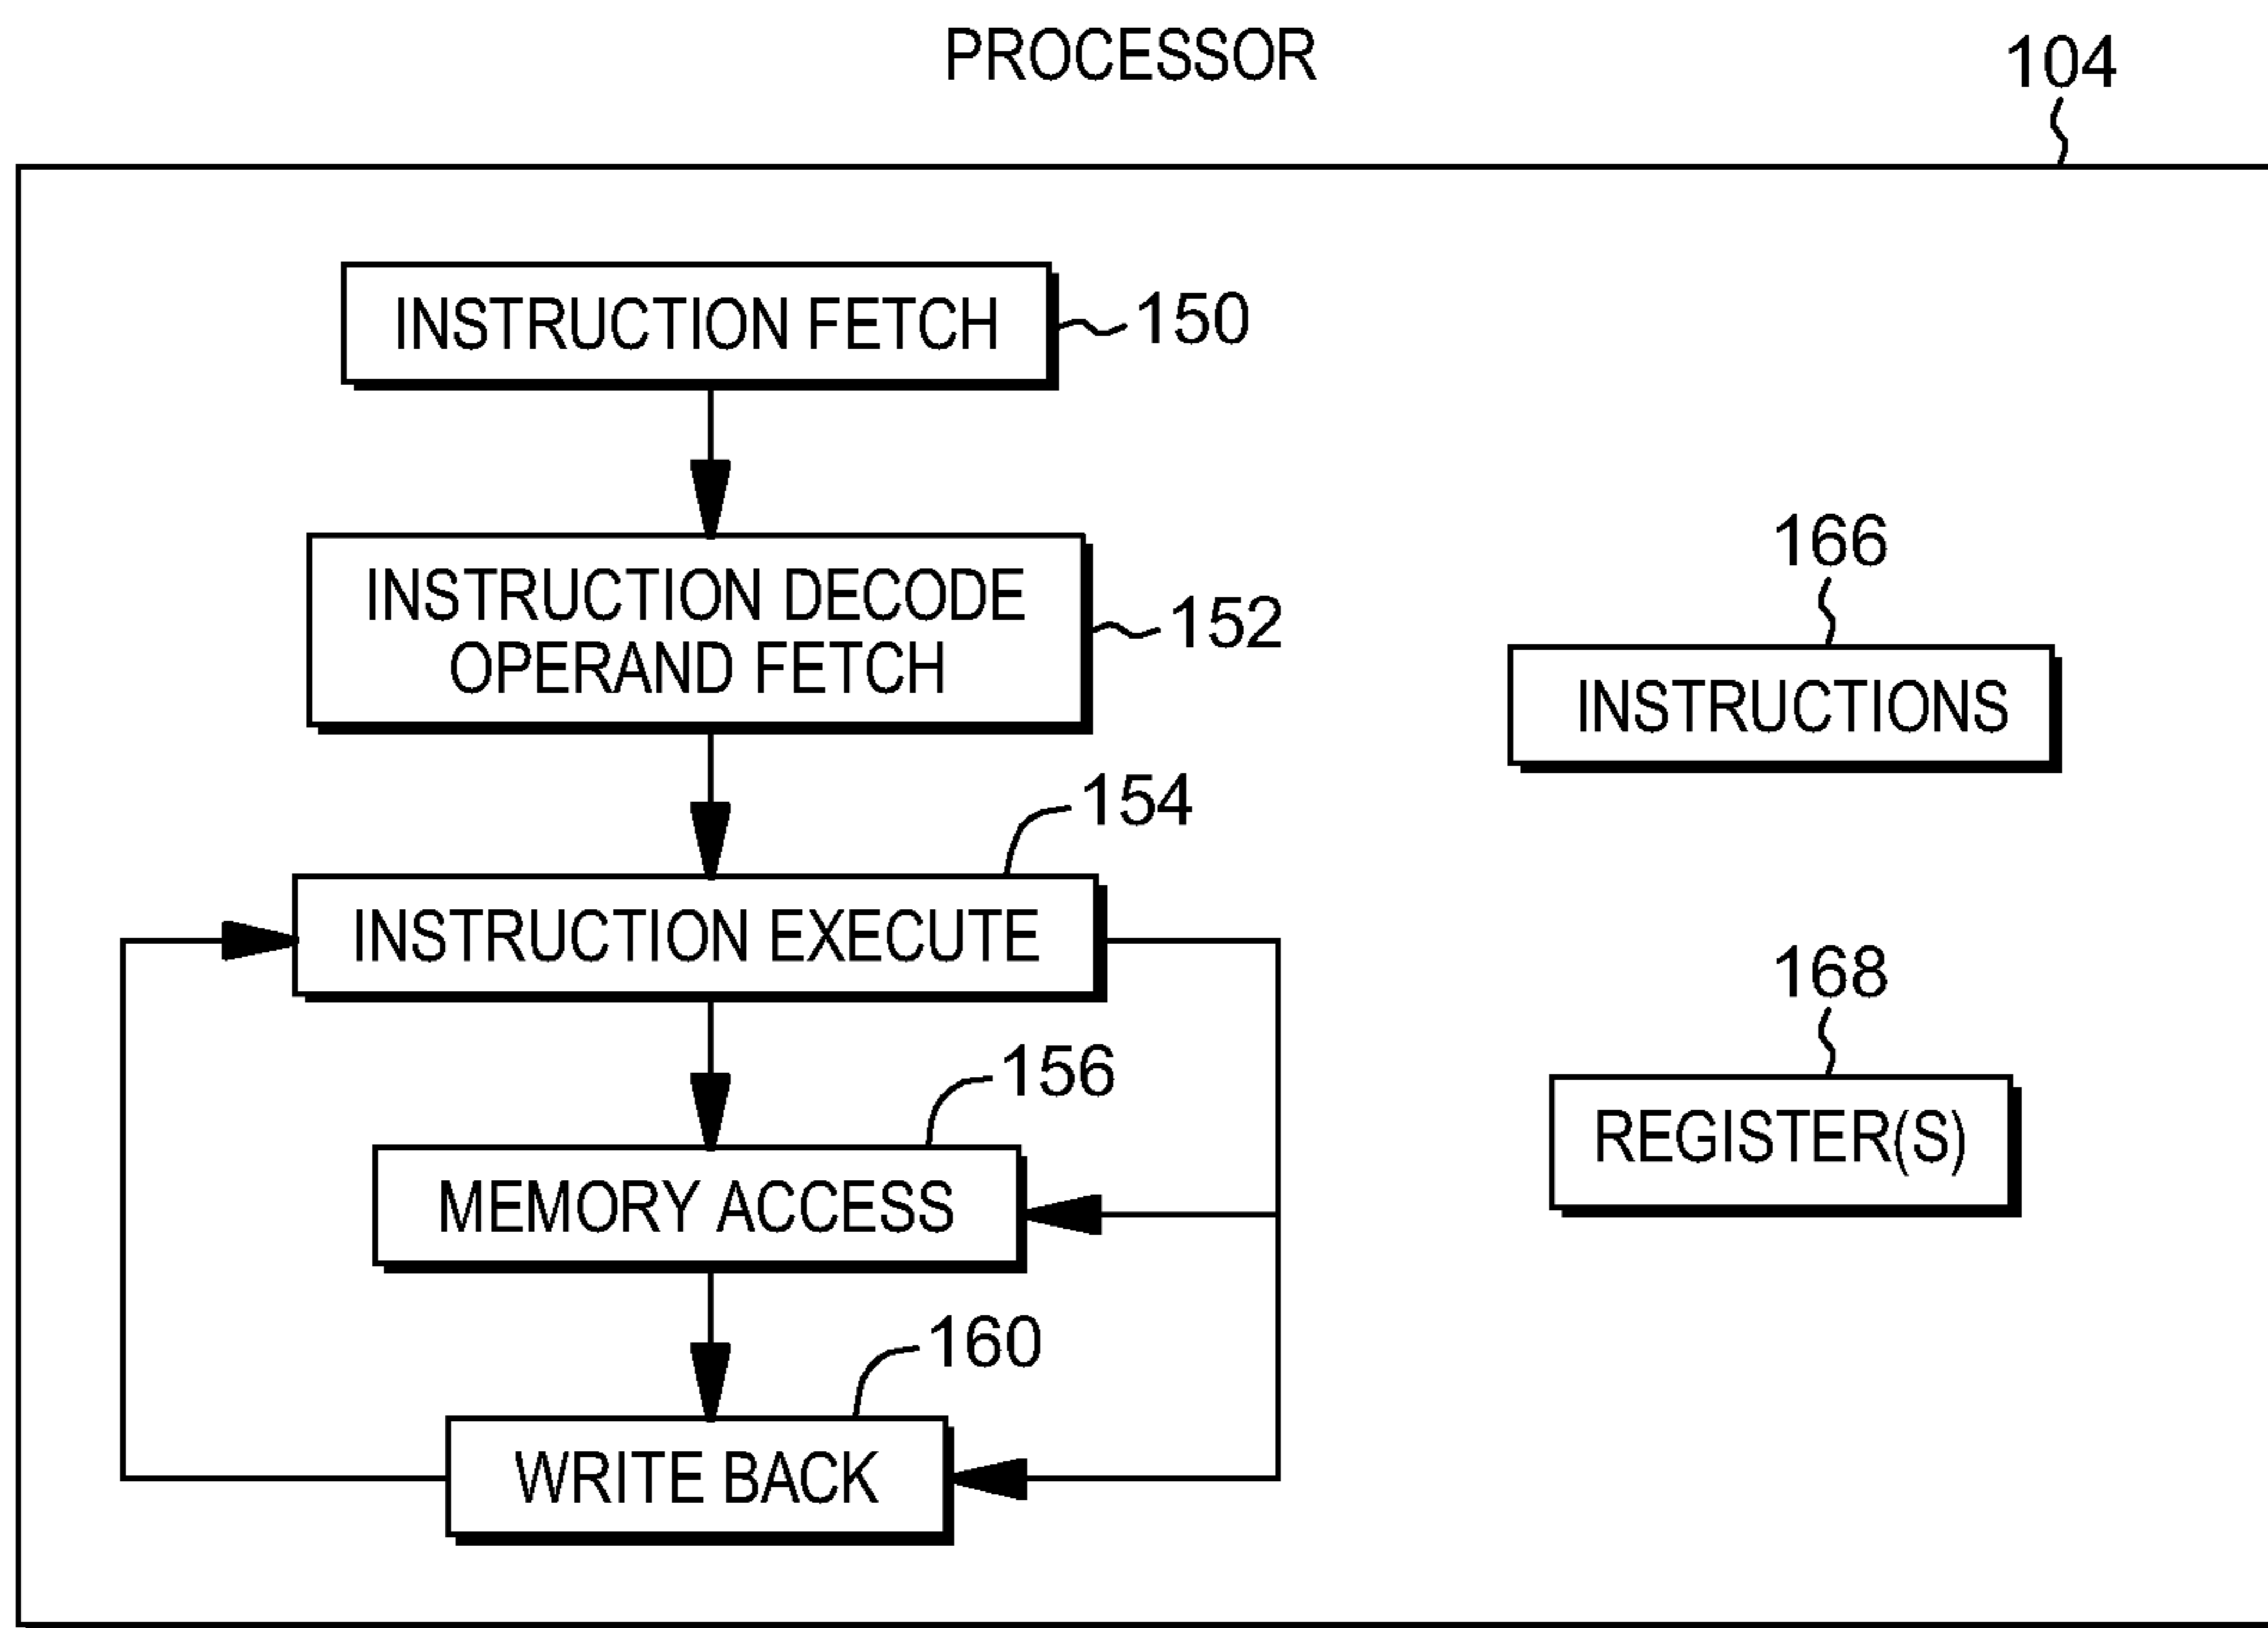 PROCESSOR
104
INSTRUCTION FETCH
150
INSTRUCTION DECODE
OPERAND FETCH
152
166
INSTRUCTIONS
154
INSTRUCTION EXECUTE
168
REGISTER(S)
156
MEMORY ACCESS
160
WRITE BACK